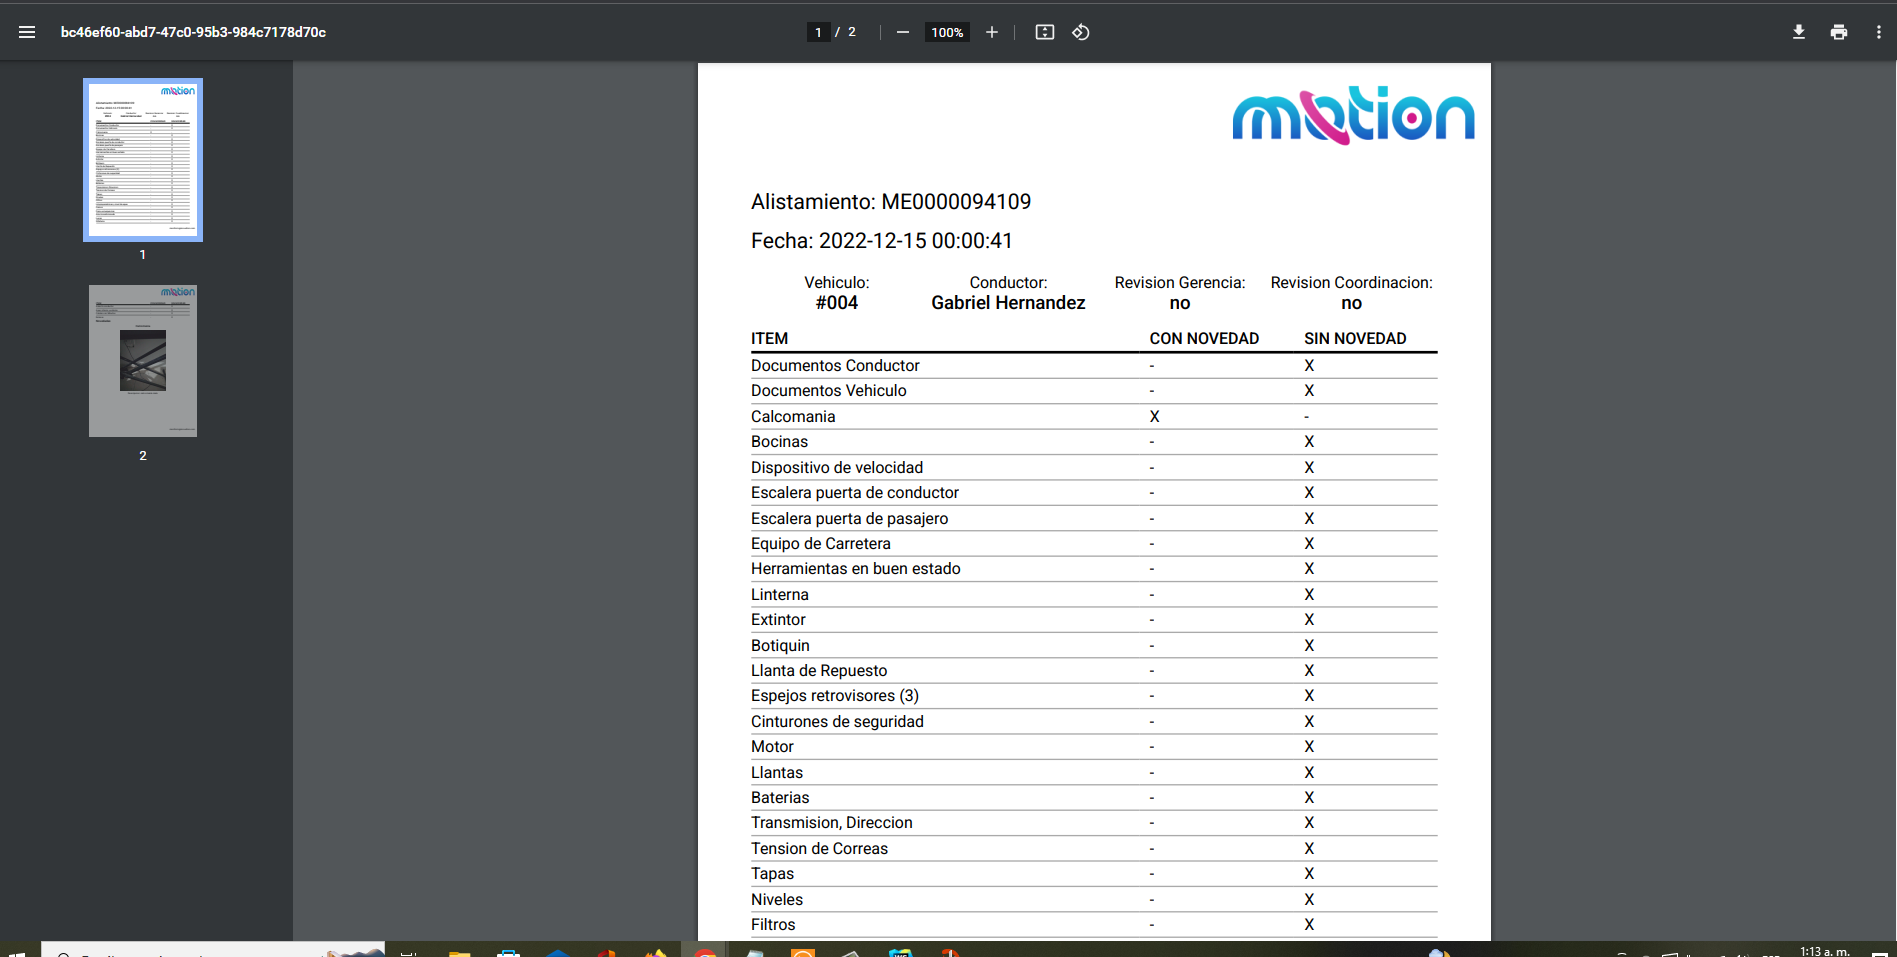 bc46ef60-abd7-47c0-95b3-984c7178d70c
1 / 2
100%
1
2
motion
Alistamiento: ME0000094109
Fecha: 2022-12-15 00:00:41
Vehiculo: Conductor: Revision Gerencia: Revision Coordinacion:
#004 Gabriel Hernandez no no
ITEM CON NOVEDAD SIN NOVEDAD
Documentos Conductor - X
Documentos Vehiculo - X
Calcomania X -
Bocinas - X
Dispositivo de velocidad - X
Escalera puerta de conductor - X
Escalera puerta de pasajero - X
Equipo de Carretera - X
Herramientas en buen estado - X
Linterna - X
Extintor - X
Botiquin - X
Llanta de Repuesto - X
Espejos retrovisores (3) - X
Cinturones de seguridad - X
Motor - X
Llantas - X
Baterias - X
Transmision, Direccion - X
Tension de Correas - X
Tapas - X
Niveles - X
Filtros - X
1:13 a. m.